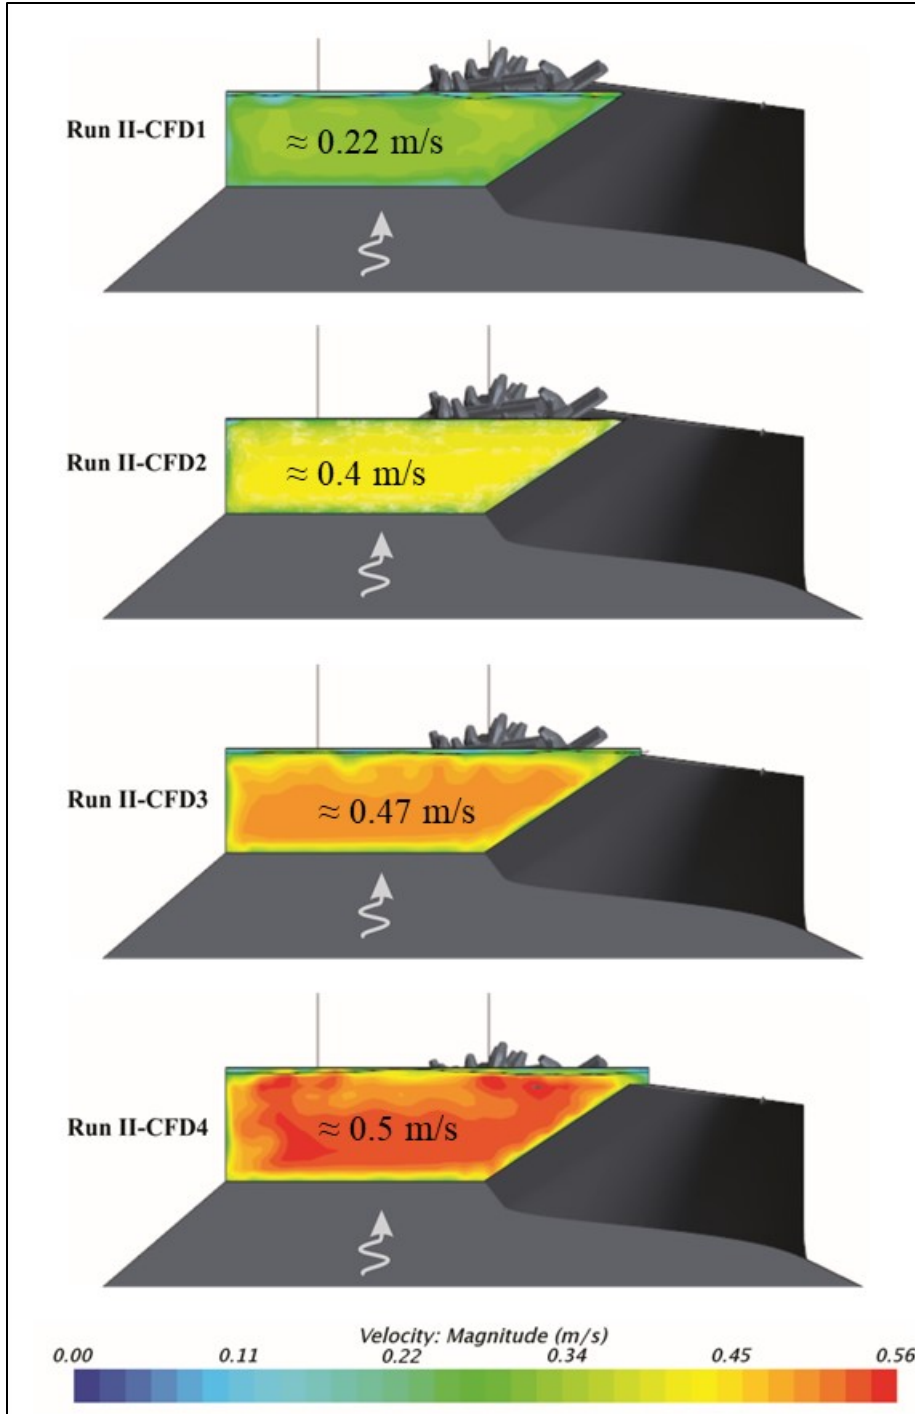 Run II-CFD1
≈ 0.22 m/s
Run II-CFD2
≈ 0.4 m/s
Run II-CFD3
≈ 0.47 m/s
Run II-CFD4
≈ 0.5 m/s
Velocity: Magnitude (m/s)
0.00 0.11 0.22 0.34 0.45 0.56